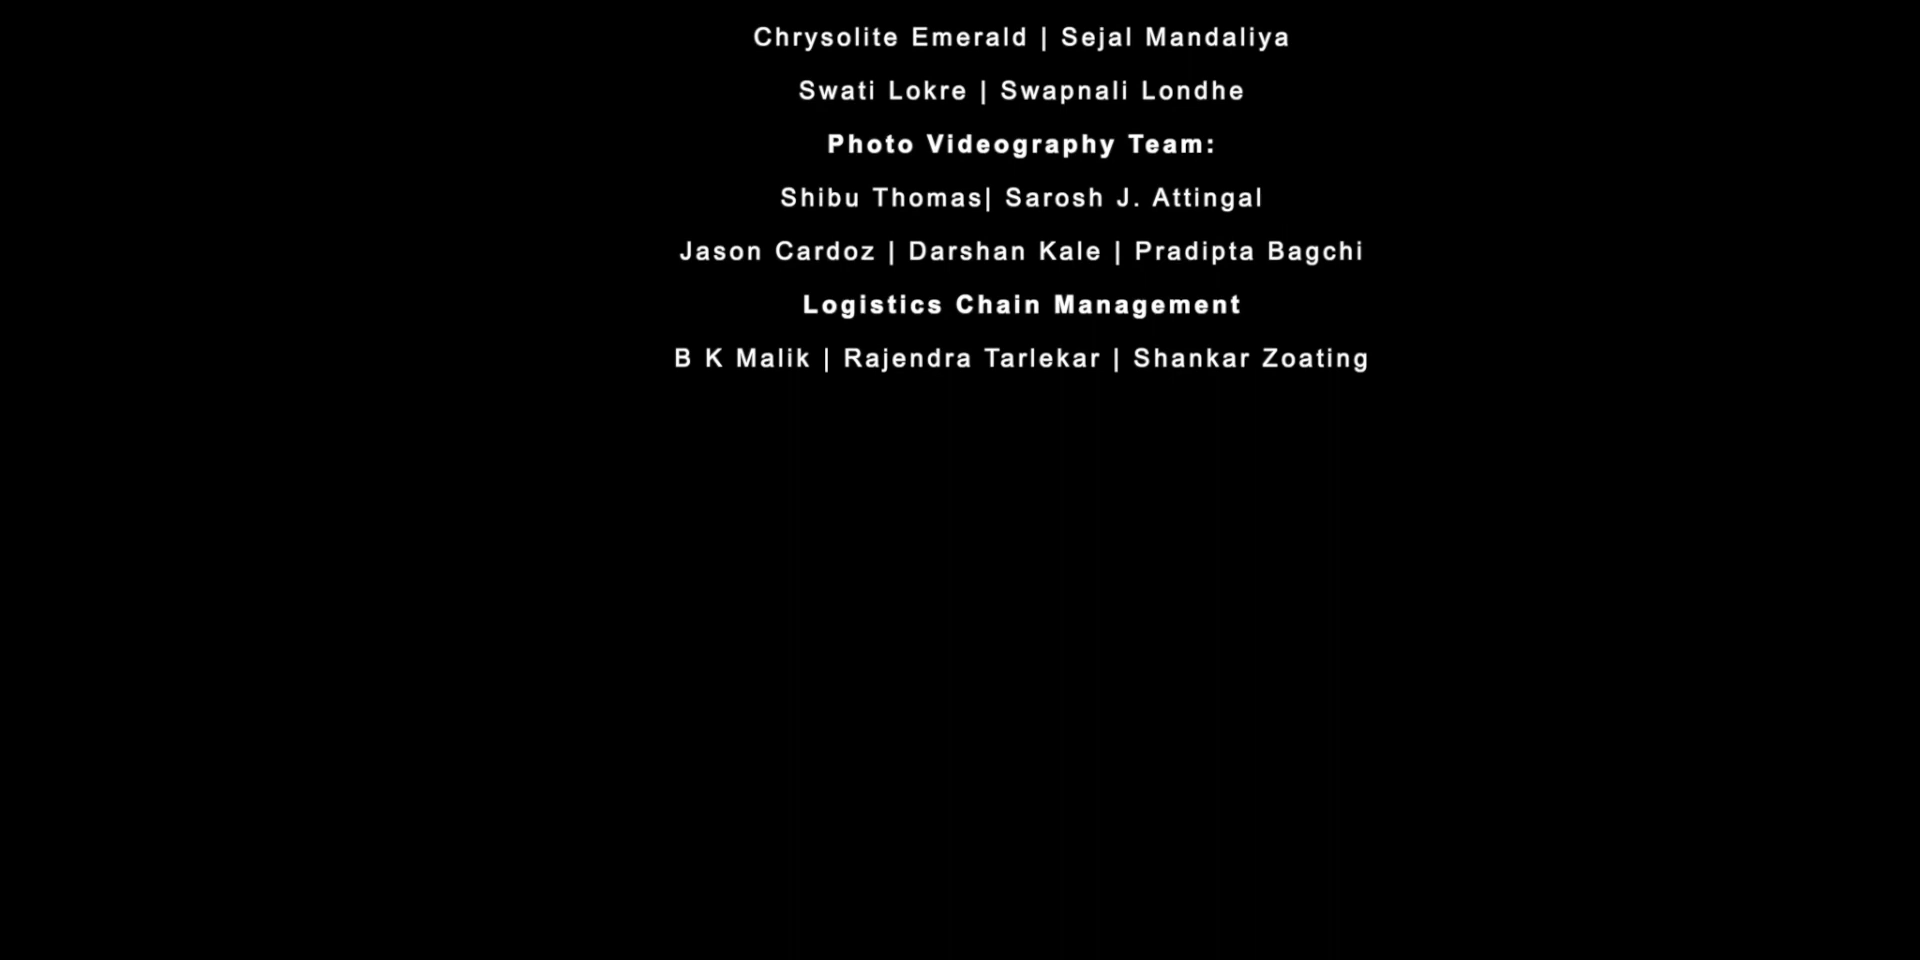 Chrysolite Emerald | Sejal Mandaliya
Swati Lokre | Swapnali Londhe
Photo Videography Team:
Shibu Thomas| Sarosh J. Attingal
Jason Cardoz | Darshan Kale | Pradipta Bagchi
Logistics Chain Management
B K Malik | Rajendra Tarlekar | Shankar Zoating